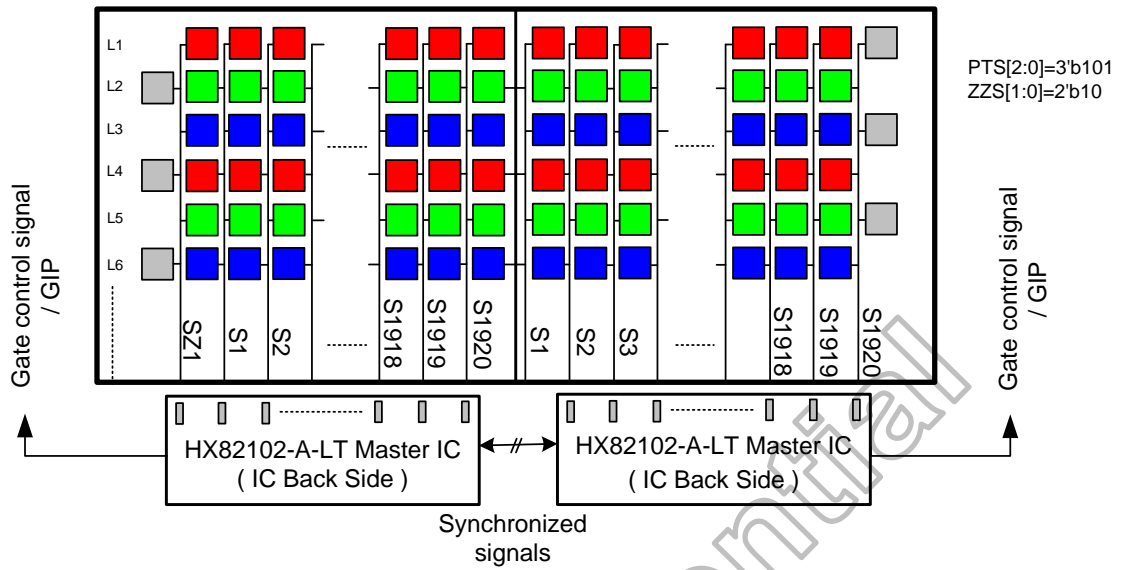 L1
L2
L3
L4
L5
L6
PTS[2:0]=3'b101
ZZS[1:0]=2'b10
Gate control signal
/ GIP
SZ1
S1
S2
S1918
S1919
S1920
S1
S2
S3
S1918
S1919
S1920
Gate control signal
/ GIP
HX82102-A-LT Master IC
( IC Back Side )
HX82102-A-LT Master IC
( IC Back Side )
Synchronized
signals